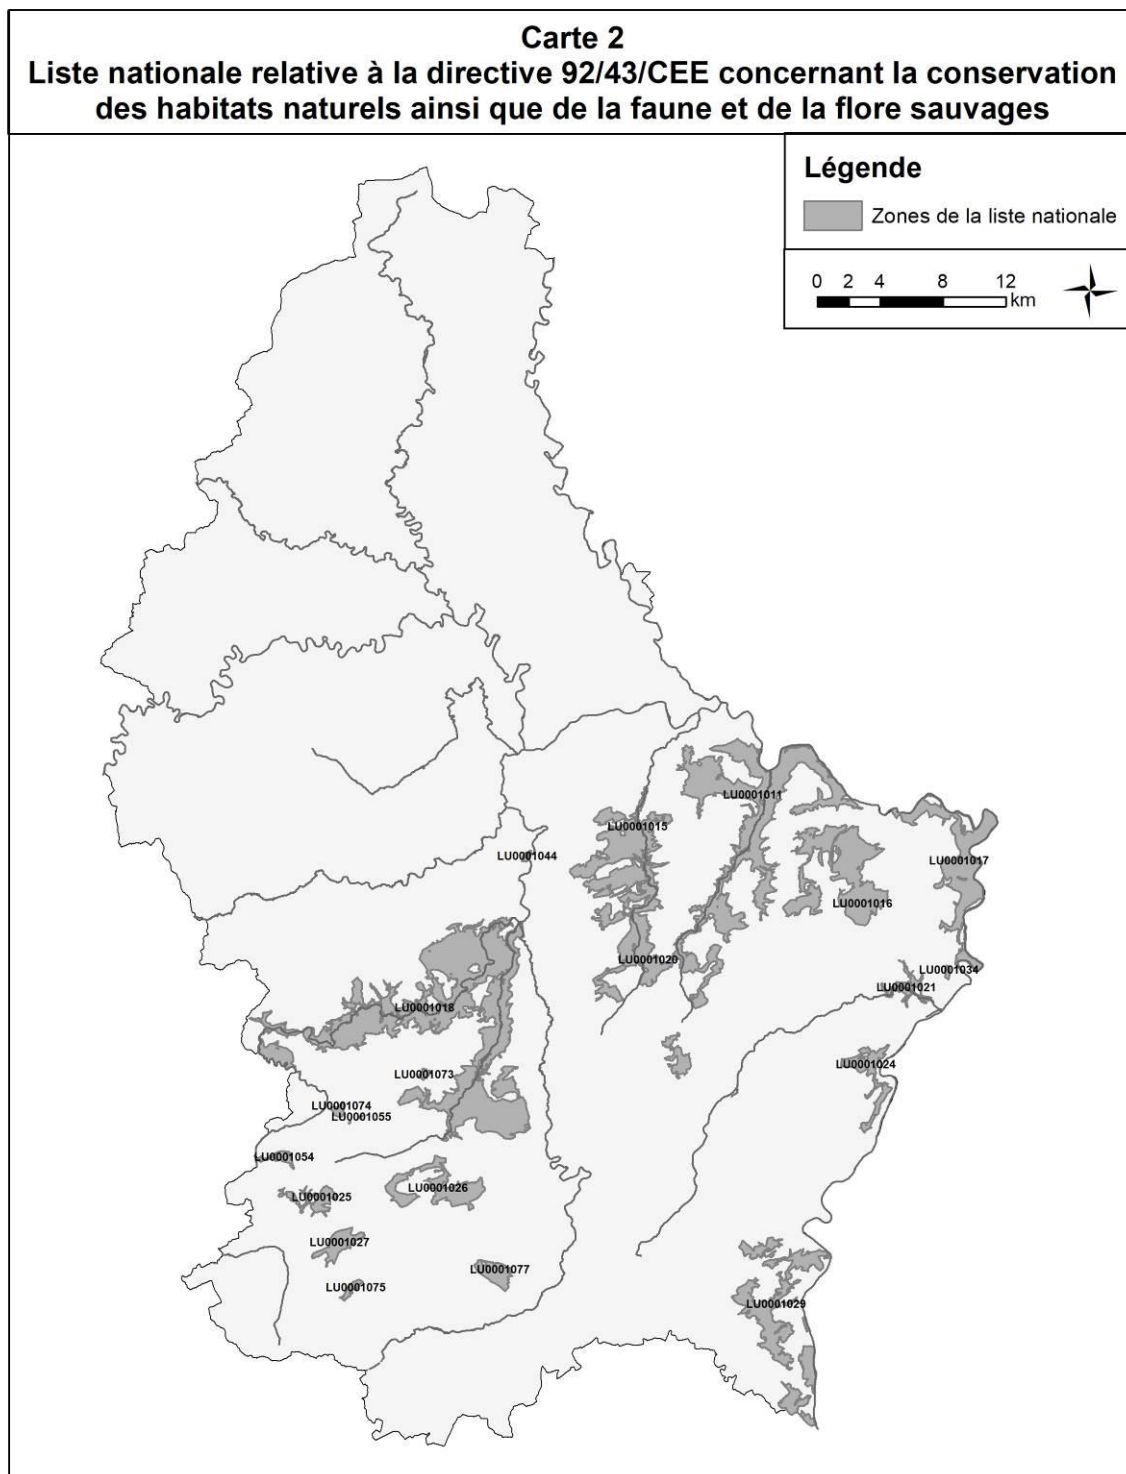 Carte 2
Liste nationale relative à la directive 92/43/CEE concernant la conservation
des habitats naturels ainsi que de la faune et de la flore sauvages
Légende
Zones de la liste nationale
0 2 4 8 12
km
LU0001011
LU0001015
LU0001044
LU0001017
LU0001016
LU0001020
LU0001034
LU0001021
LU0001018
LU0001024
LU0001073
LU0001074
LU0001055
LU0001054
LU0001026
LU0001025
LU0001027
LU0001077
LU0001075
LU0001029